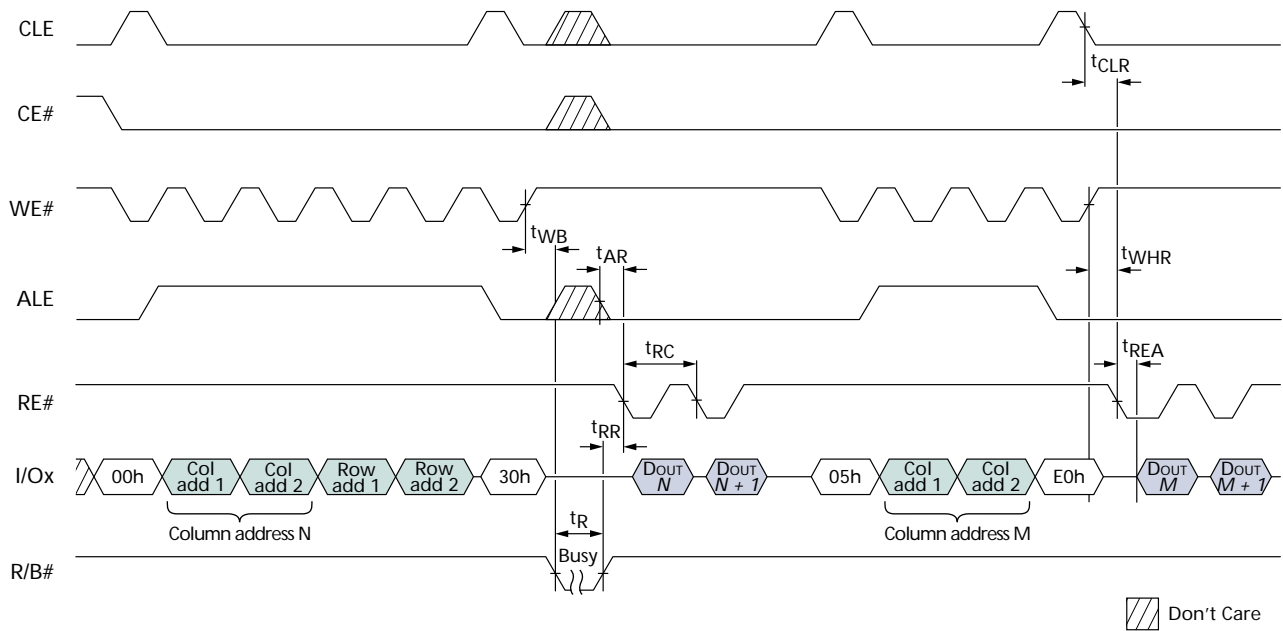 CLE
tCLR
CE#
WE#
tWB
tAR
tWHR
ALE
tRC
tREA
RE#
tRR
I/Ox
00h
Col add 1
Col add 2
Row add 1
Row add 2
30h
DOUT N
DOUT N + 1
05h
Col add 1
Col add 2
E0h
DOUT M
DOUT M + 1
Column address N
tR
Column address M
R/B#
Busy
Don't Care